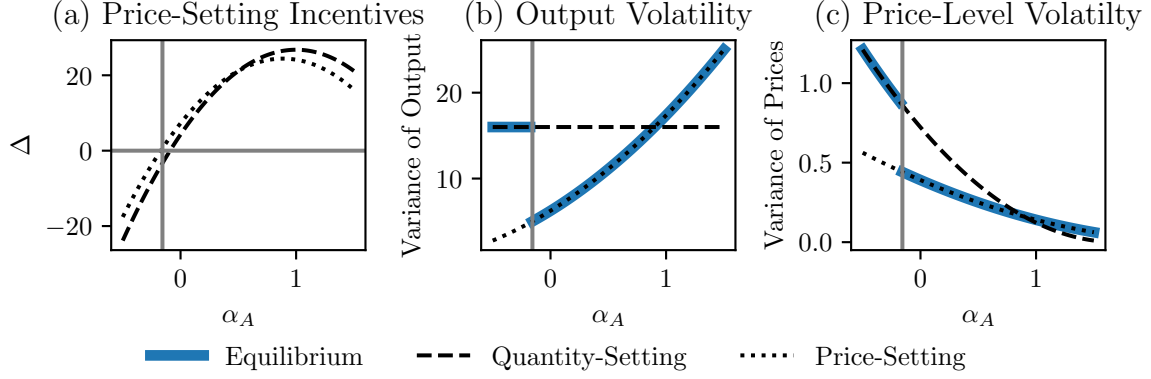 (a) Price-Setting Incentives
(b) Output Volatility
(c) Price-Level Volatilty
Δ
20
0
−20
0
1
α_A
Variance of Output
20
10
0
1
α_A
Variance of Prices
1.0
0.5
0.0
0
1
α_A
Equilibrium
Quantity-Setting
Price-Setting